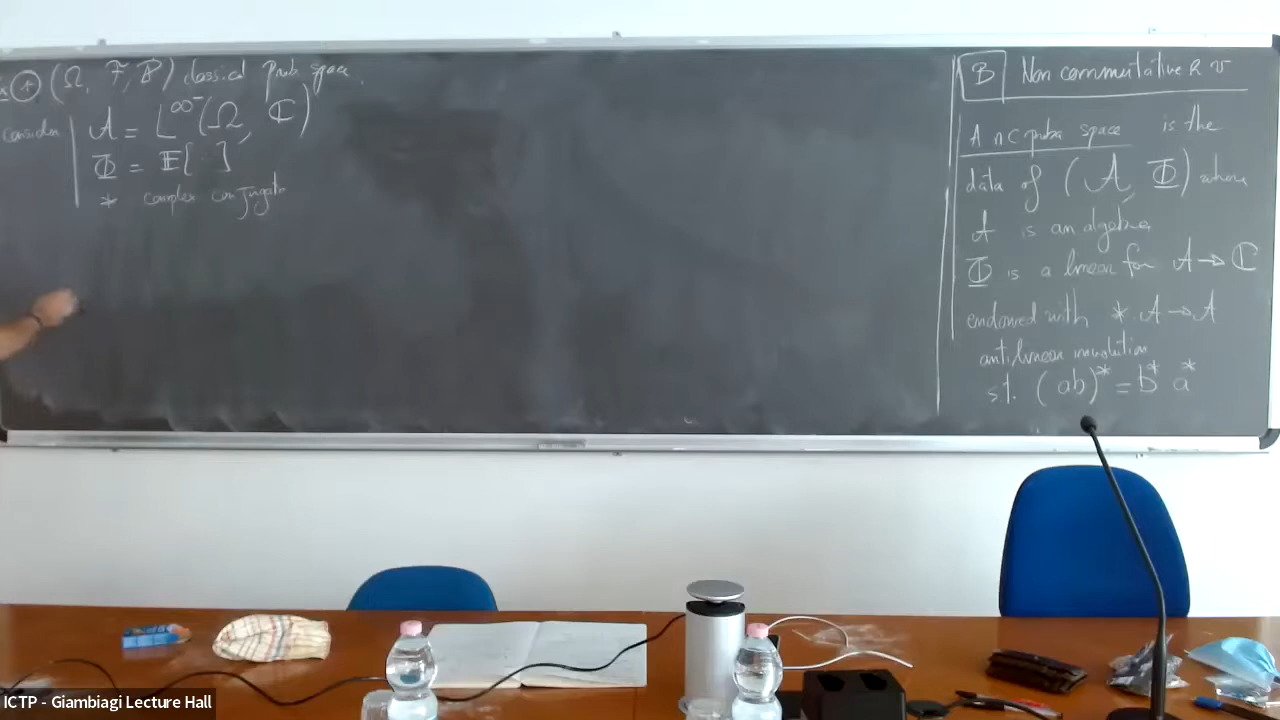 (Ω, F, P) classical prob space.
consider
A = L^{∞-}(Ω, ℂ)
Φ = 𝔼[ · ]
* complex conjugate
B Non commutative R v
A n c proba space is the
data of (A, Φ) where
A is an algebra,
Φ is a linear for A → ℂ
endowed with * A → A
antilinear involution
s.t. (ab)* = b* a*
ICTP - Giambiagi Lecture Hall